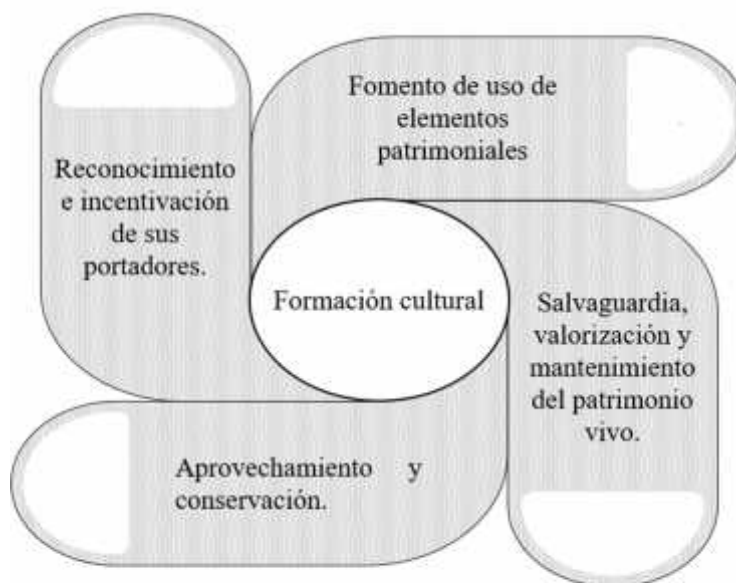 Fomento de uso de
elementos
patrimoniales
Reconocimiento
e incentivación
de sus
portadores.
Formación cultural
Salvaguardia,
valorización y
mantenimiento
del patrimonio
vivo.
Aprovechamiento y
conservación.